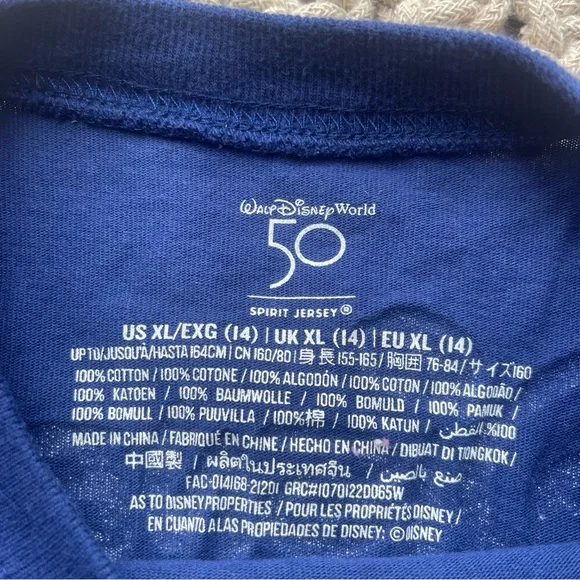 Walt Disney World
50
SPIRIT JERSEY®
US XL/EXG (14) | UK XL (14) | EU XL (14)
UP TO/JUSQU'À/HASTA 164CM | CN 160/80 | 身長 155-165/ 胸囲 76-84 / サイズ160
100% COTTON / 100% COTONE / 100% ALGODÓN / 100% COTON / 100% ALGODÃO /
100% KATOEN / 100% BAUMWOLLE / 100% BOMULD / 100% PAMUK /
100% BOMULL / 100% PUUVILLA / 100%棉 / 100% KATUN / 100% القطن
MADE IN CHINA / FABRIQUÉ EN CHINE / HECHO EN CHINA / DIBUAT DI TIONGKOK /
中國製 / ผลิตในประเทศจีน / صنع بالصين /
FAC-014168-21201 GRC#1070122D065W
AS TO DISNEY PROPERTIES / POUR LES PROPRIÉTÉS DISNEY /
EN CUANTO A LAS PROPIEDADES DE DISNEY: ©DISNEY